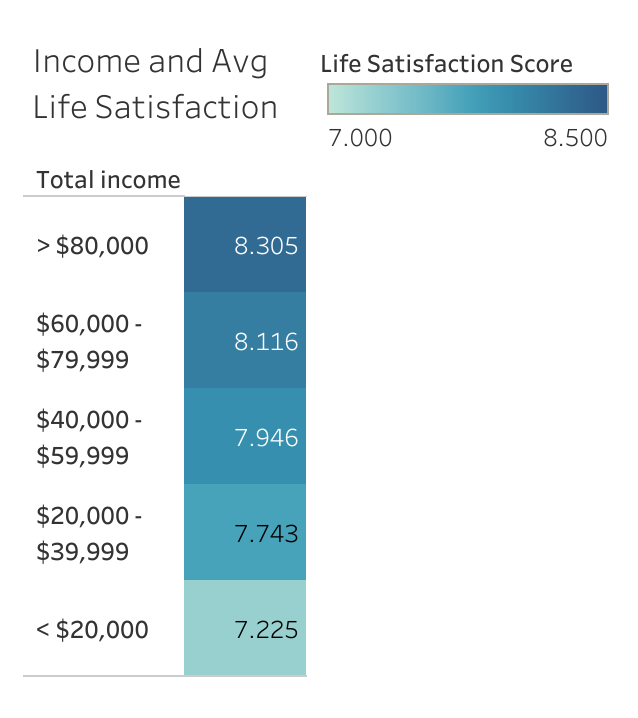 Income and Avg
Life Satisfaction
Life Satisfaction Score
7.000 8.500
Total income
> $80,000 8.305
$60,000 -
$79,999 8.116
$40,000 -
$59,999 7.946
$20,000 -
$39,999 7.743
< $20,000 7.225